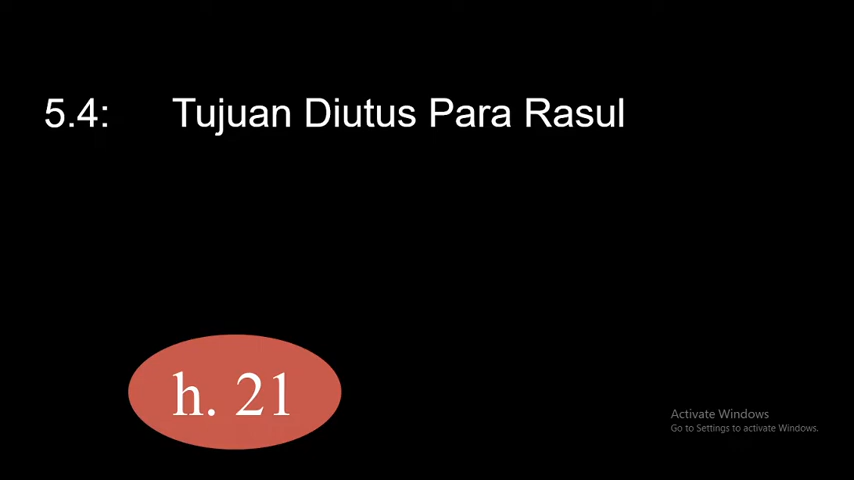 5.4: Tujuan Diutus Para Rasul
h. 21
Activate Windows
Go to Settings to activate Windows.